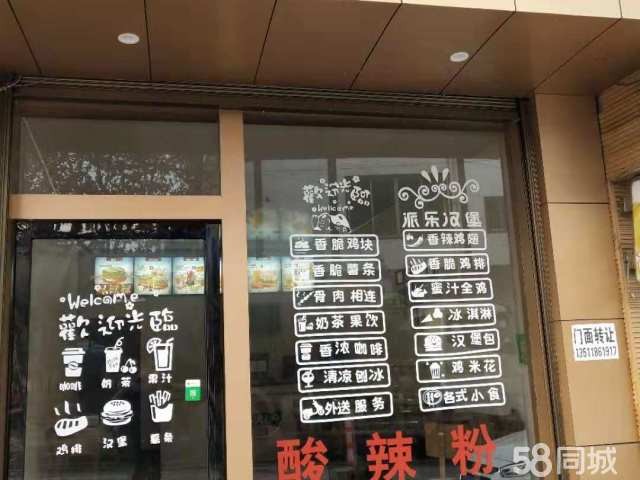 Welcome
歡迎光臨
咖啡
奶茶
果汁
鸡排
汉堡
薯条
歡迎光臨
Welcome
香脆鸡块
香脆薯条
骨肉相连
奶茶果饮
香浓咖啡
清凉刨冰
外送服务
派乐汉堡
香辣鸡翅
香脆鸡排
蜜汁全鸡
冰淇淋
汉堡包
鸡米花
各式小食
酸辣粉
门面转让
13511861917
58同城